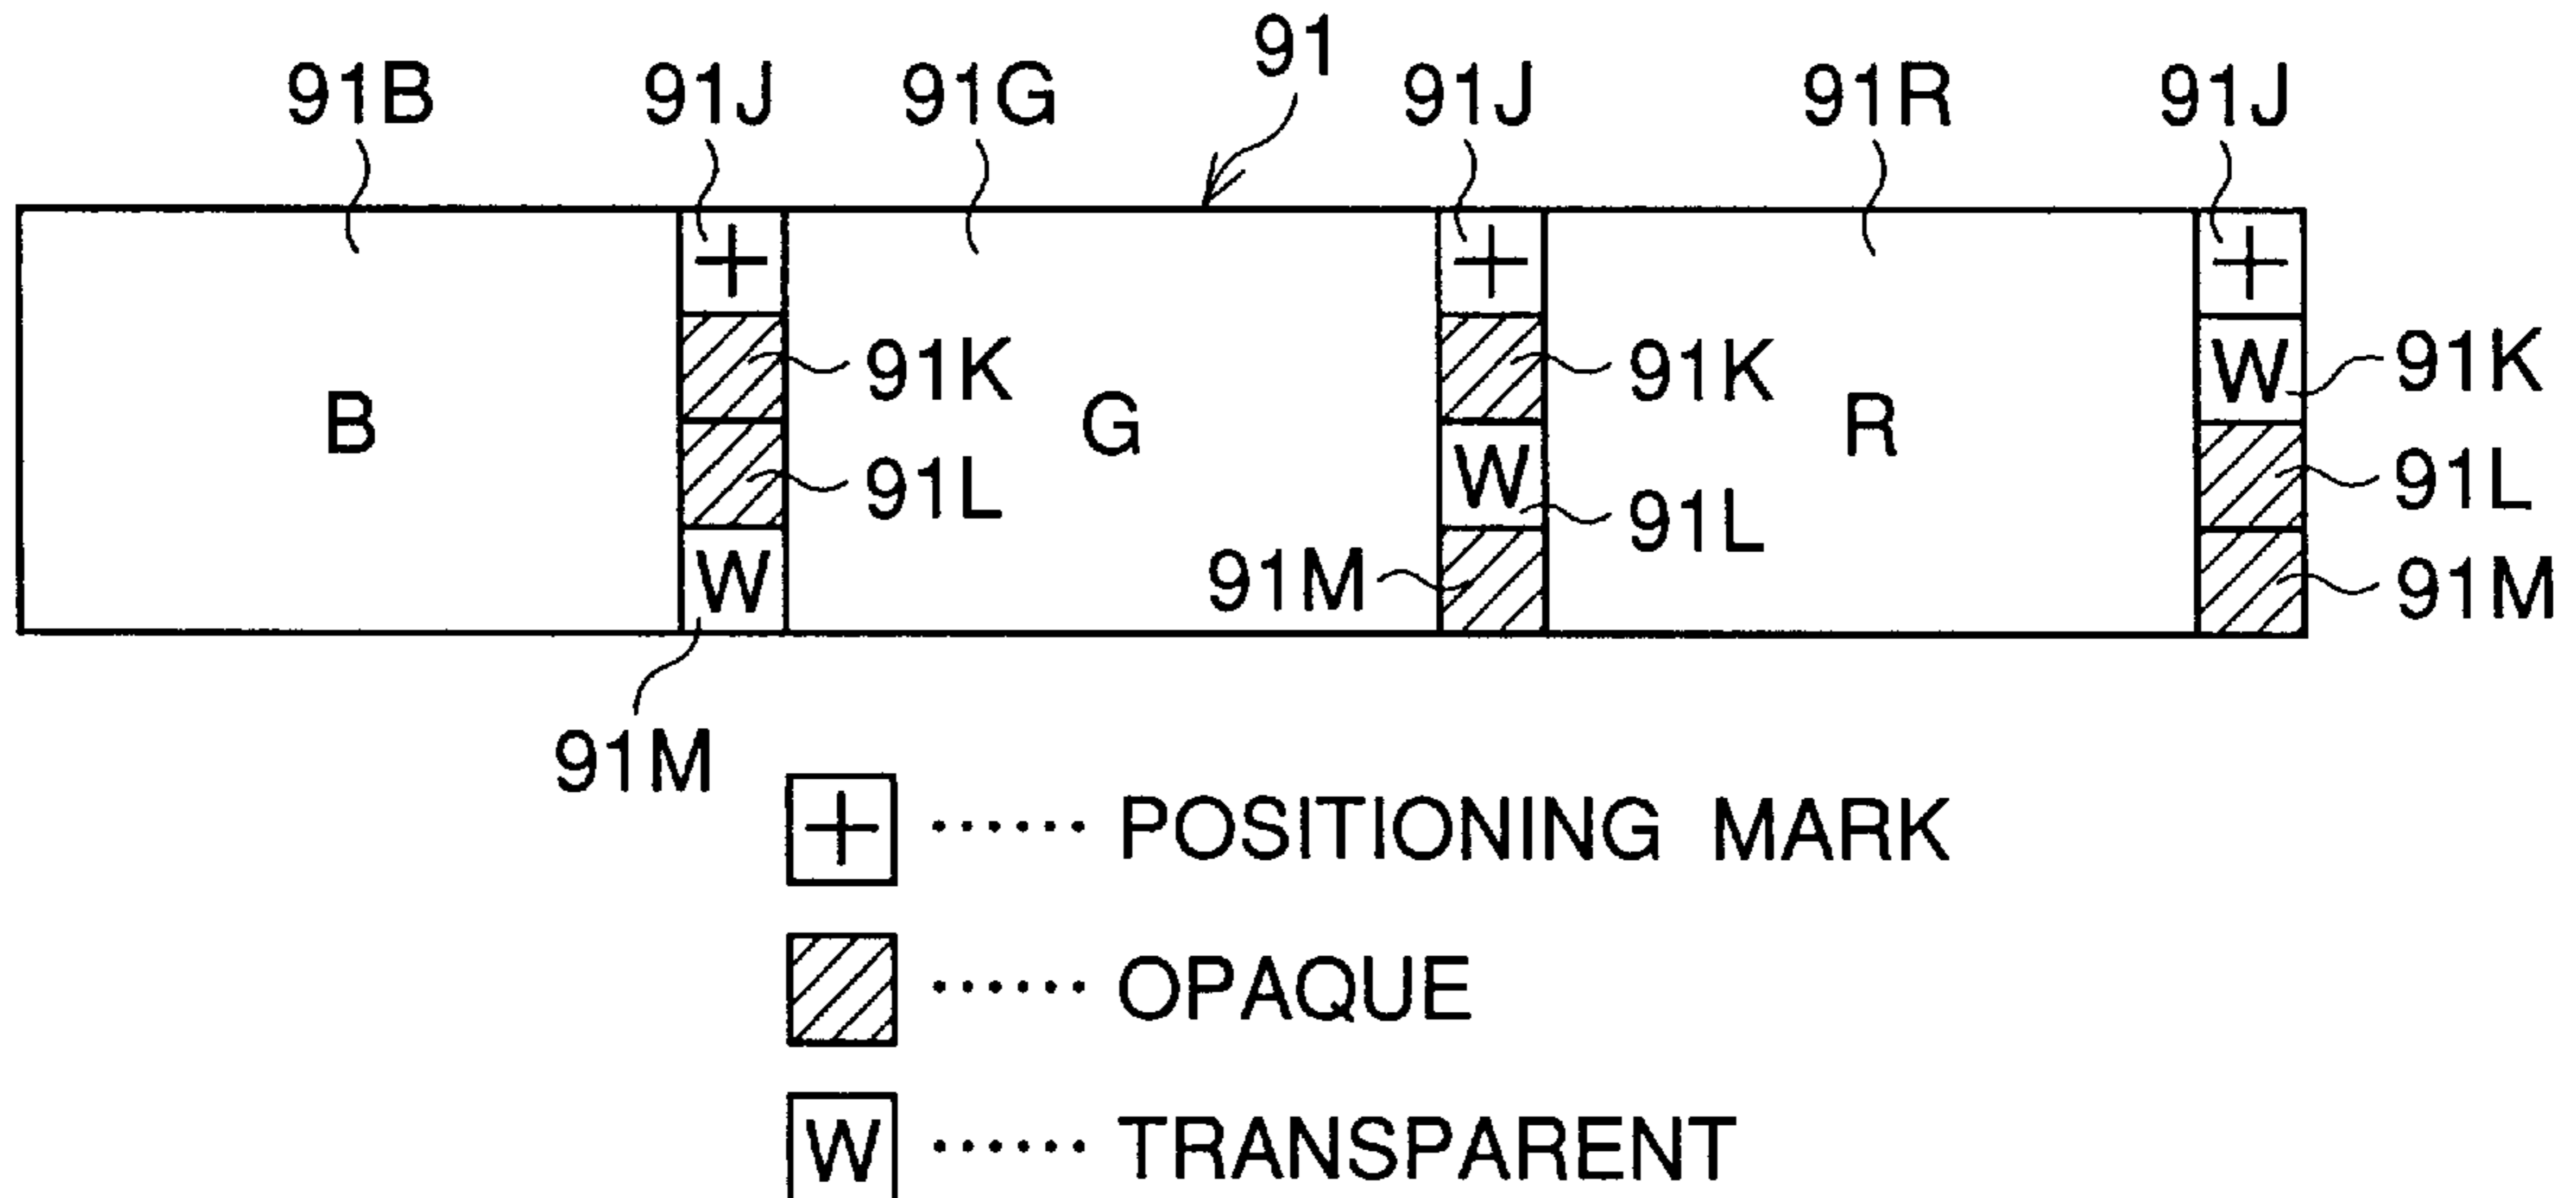 91
91B 91J 91G 91J 91R 91J
+ + +
91K 91K W 91K
B G R
91L W 91L 91L
W 91M 91M
91M
+ ...... POSITIONING MARK
...... OPAQUE
W ...... TRANSPARENT